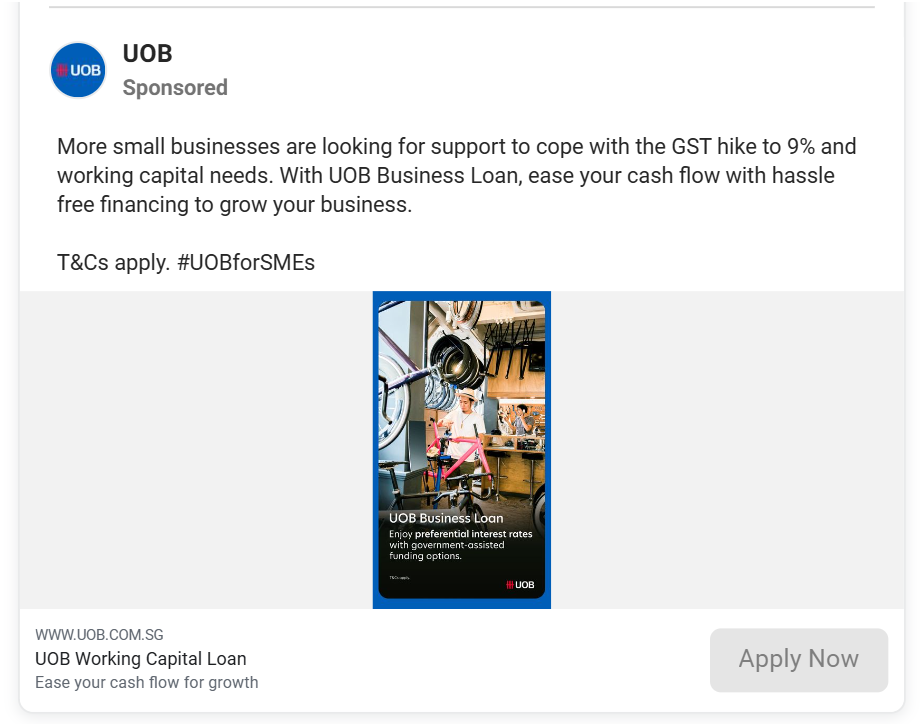 UOB
UOB
Sponsored
More small businesses are looking for support to cope with the GST hike to 9% and
working capital needs. With UOB Business Loan, ease your cash flow with hassle
free financing to grow your business.
T&Cs apply. #UOBforSMEs
UOB Business Loan
Enjoy preferential interest rates
with government-assisted
funding options.
T&Cs apply.
UOB
WWW.UOB.COM.SG
UOB Working Capital Loan
Ease your cash flow for growth
Apply Now